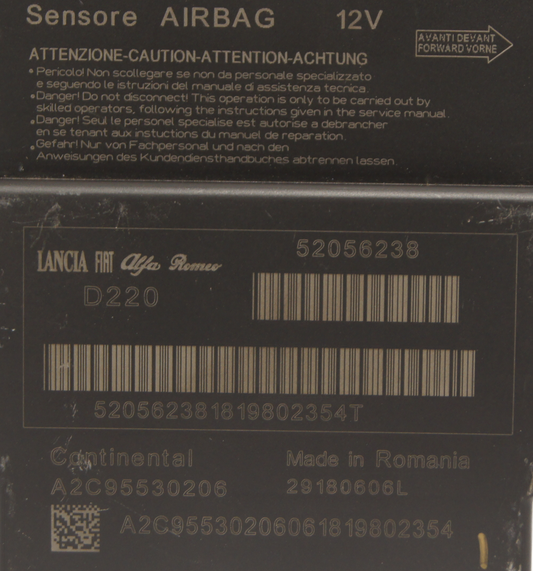 Sensore AIRBAG 12V
AVANTI DEVANT
FORWARD VORNE
ATTENZIONE-CAUTION-ATTENTION-ACHTUNG
• Pericolo! Non scollegare se non da personale specializzato
e seguendo le istruzioni del manuale di assistenza tecnica.
• Danger! Do not disconnect! This operation is only to be carried out by
skilled operators, following the instructions given in the service manual.
• Danger! Seul le personel specialise est autorise a debrancher
en se tenant aux instuctions du manuel de reparation.
• Gefahr! Nur von Fachpersonal und nach den
Anweisungen des Kundendiensthandbuches abtrennen lassen.
LANCIA FIAT Alfa Romeo
52056238
D220
520562381819802354T
Continental Made in Romania
A2C95530206 29180606L
A2C95530206061819802354